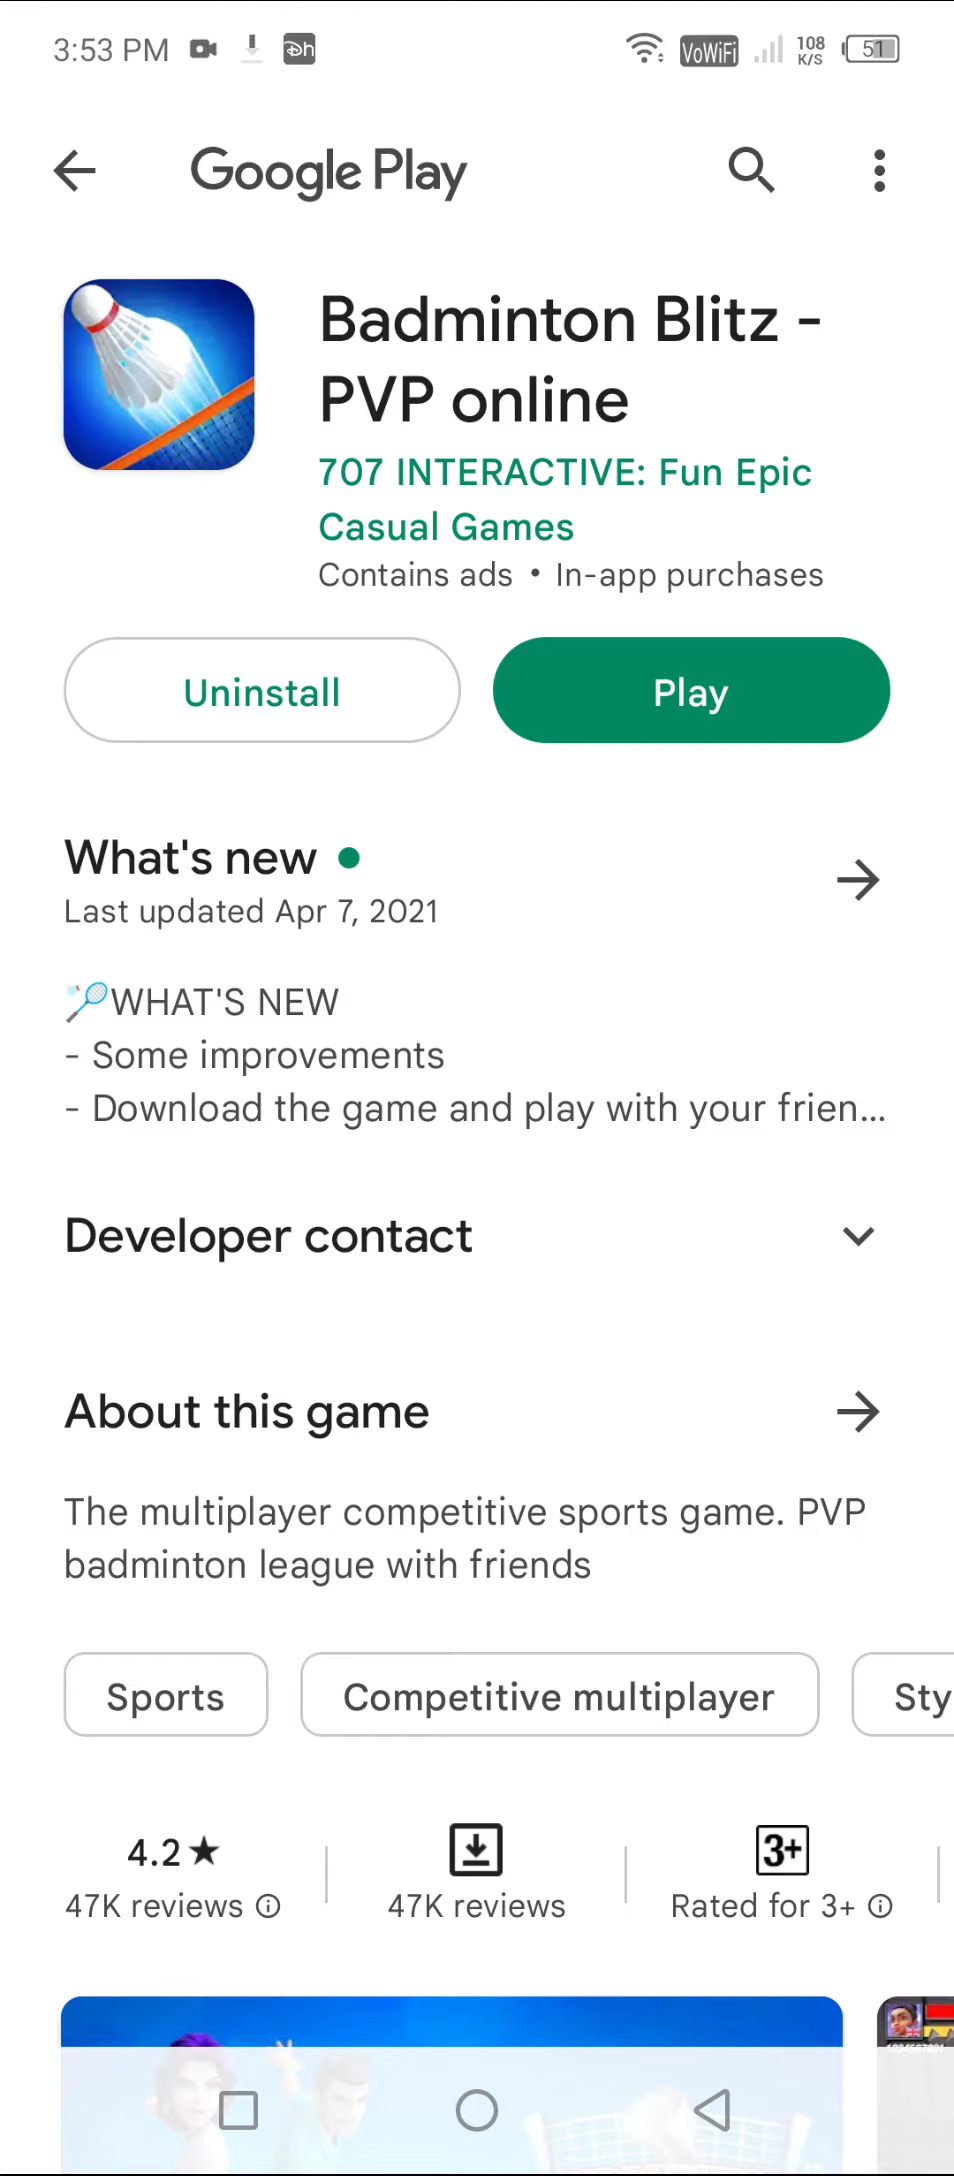 3:53 PM
VoWiFi 108 K/S 51
Google Play
Badminton Blitz -
PVP online
707 INTERACTIVE: Fun Epic
Casual Games
Contains ads • In-app purchases
Uninstall Play
What's new
Last updated Apr 7, 2021
🏸WHAT'S NEW
- Some improvements
- Download the game and play with your frien...
Developer contact
About this game
The multiplayer competitive sports game. PVP
badminton league with friends
Sports Competitive multiplayer Sty
4.2★ 3+
47K reviews 47K reviews Rated for 3+